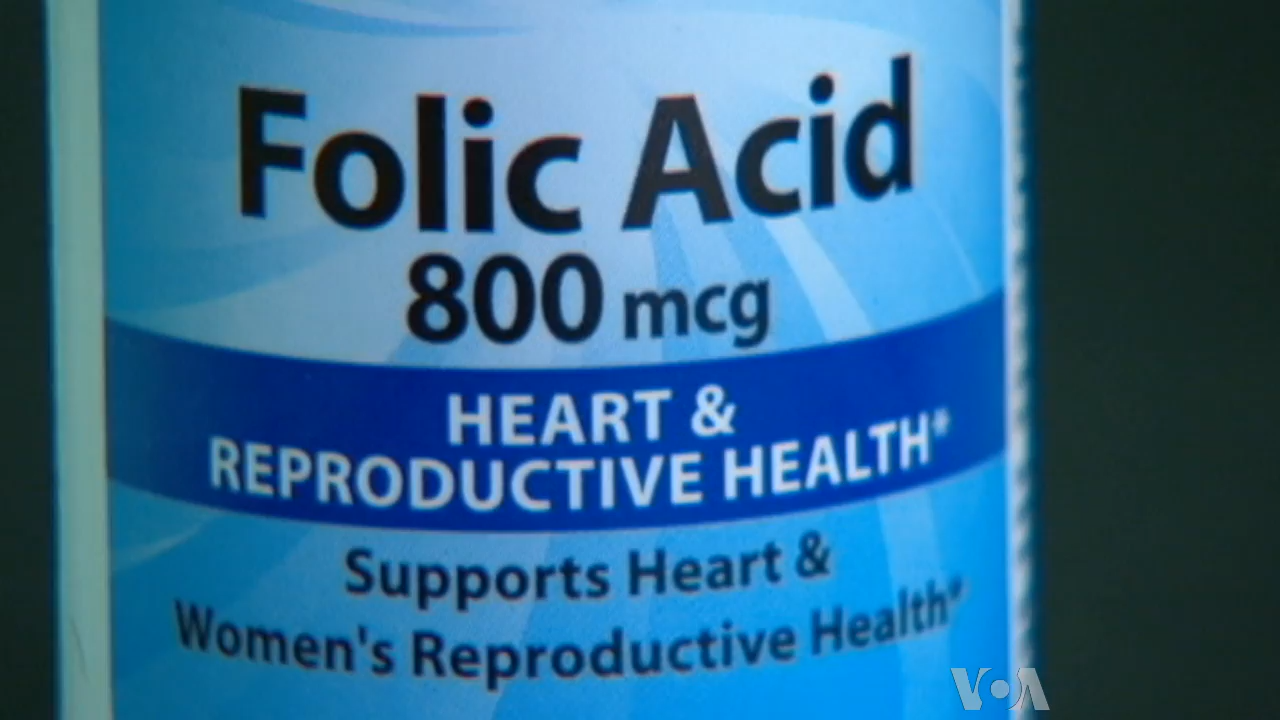 Folic Acid
800 mcg
HEART &
REPRODUCTIVE HEALTH*
Supports Heart &
Women's Reproductive Health*
VOA